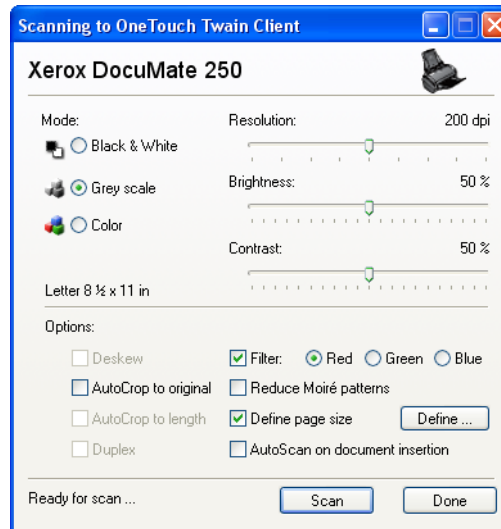 Scanning to OneTouch Twain Client
Xerox DocuMate 250
Mode:
Black & White
Grey scale
Color
Letter 8 ½ x 11 in
Resolution: 200 dpi
Brightness: 50 %
Contrast: 50 %
Options:
Deskew
AutoCrop to original
AutoCrop to length
Duplex
Filter: Red Green Blue
Reduce Moiré patterns
Define page size Define ...
AutoScan on document insertion
Ready for scan ... Scan Done